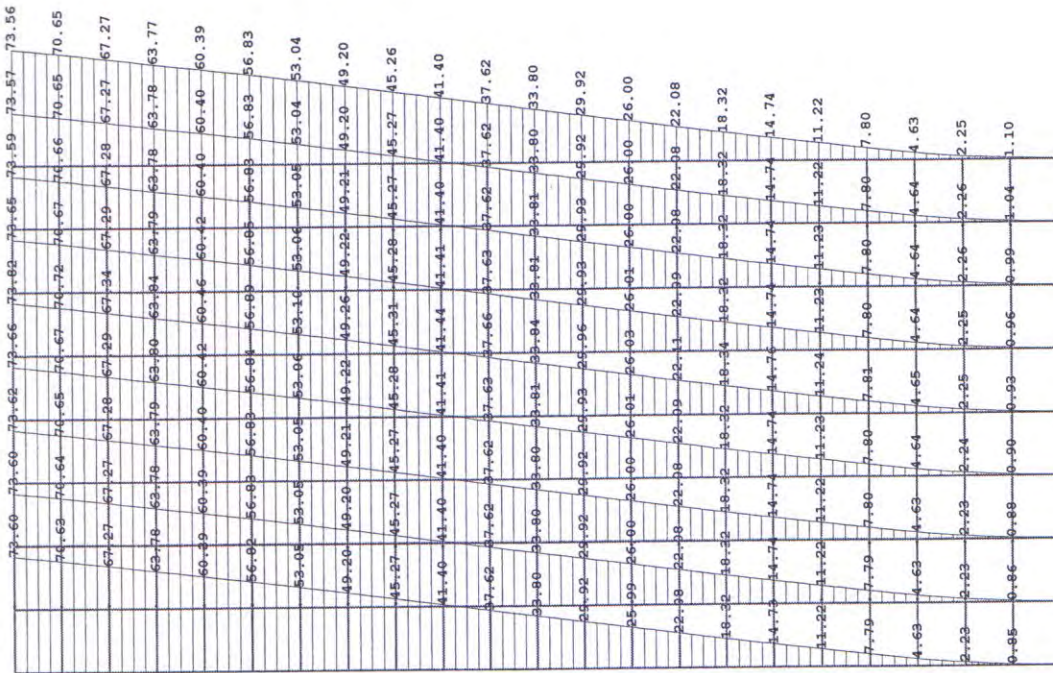 73.60 73.60 73.62 73.66 73.82 73.65 73.59 73.57 73.56
70.63 70.64 70.65 70.67 70.72 70.67 70.66 70.65 70.65
67.27 67.27 67.28 67.29 67.34 67.29 67.28 67.27 67.27
63.78 63.78 63.79 63.80 63.84 63.79 63.78 63.78 63.77
60.39 60.39 60.40 60.42 60.46 60.42 60.40 60.40 60.39
56.82 56.83 56.83 56.84 56.89 56.85 56.83 56.83 56.83
53.05 53.05 53.05 53.06 53.10 53.06 53.05 53.04 53.04
49.20 49.20 49.21 49.22 49.26 49.22 49.21 49.20 49.20
45.27 45.27 45.27 45.28 45.31 45.28 45.27 45.27 45.26
41.40 41.40 41.40 41.41 41.44 41.41 41.40 41.40 41.40
37.62 37.62 37.62 37.63 37.66 37.63 37.62 37.62 37.62
33.80 33.80 33.80 33.81 33.84 33.81 33.81 33.80 33.80
29.92 29.92 29.92 29.93 29.96 29.93 29.93 29.92 29.92
25.99 26.00 26.00 26.01 26.03 26.01 26.00 26.00 26.00
22.08 22.08 22.08 22.09 22.11 22.09 22.08 22.08 22.08
18.32 18.32 18.32 18.32 18.34 18.32 18.32 18.32 18.32
14.73 14.74 14.74 14.74 14.76 14.74 14.74 14.74 14.74
11.22 11.22 11.22 11.23 11.24 11.23 11.23 11.22 11.22
7.79 7.79 7.80 7.80 7.81 7.80 7.80 7.80 7.80
4.63 4.63 4.63 4.64 4.65 4.64 4.64 4.64 4.63
2.23 2.23 2.23 2.24 2.25 2.25 2.26 2.26 2.25
0.85 0.86 0.88 0.90 0.93 0.96 0.99 1.04 1.10